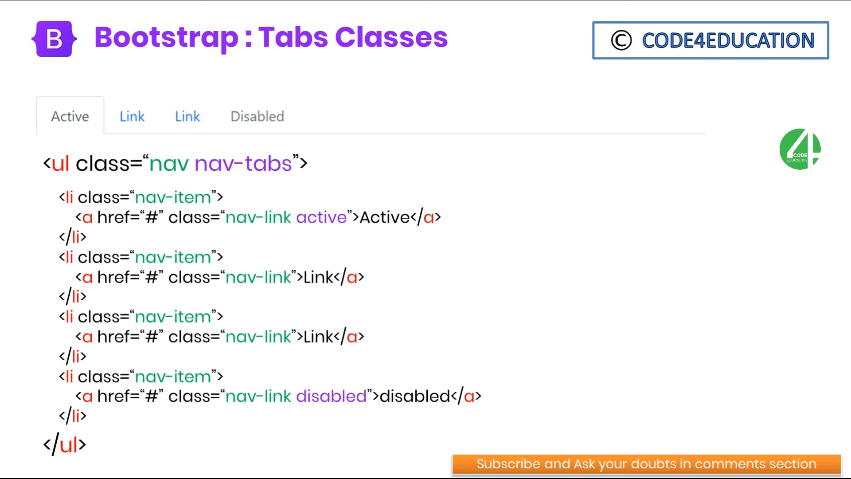 B Bootstrap : Tabs Classes
© CODE4EDUCATION
Active Link Link Disabled
4
CODE
EDUCATION
<ul class=“nav nav-tabs”>
<li class=“nav-item”>
<a href=“#” class=“nav-link active”>Active</a>
</li>
<li class=“nav-item”>
<a href=“#” class=“nav-link”>Link</a>
</li>
<li class=“nav-item”>
<a href=“#” class=“nav-link”>Link</a>
</li>
<li class=“nav-item”>
<a href=“#” class=“nav-link disabled”>disabled</a>
</li>
</ul>
Subscribe and Ask your doubts in comments section